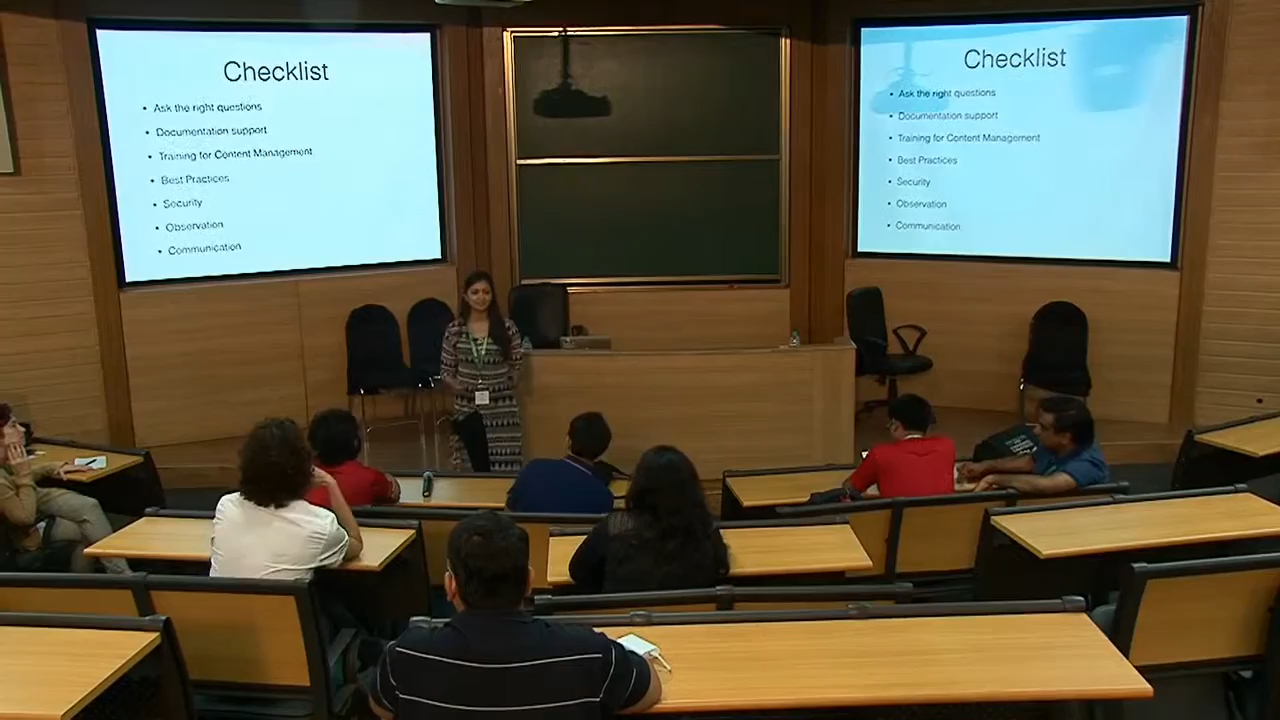 Checklist
• Ask the right questions
• Documentation support
• Training for Content Management
• Best Practices
• Security
• Observation
• Communication
Checklist
• Ask the right questions
• Documentation support
• Training for Content Management
• Best Practices
• Security
• Observation
• Communication